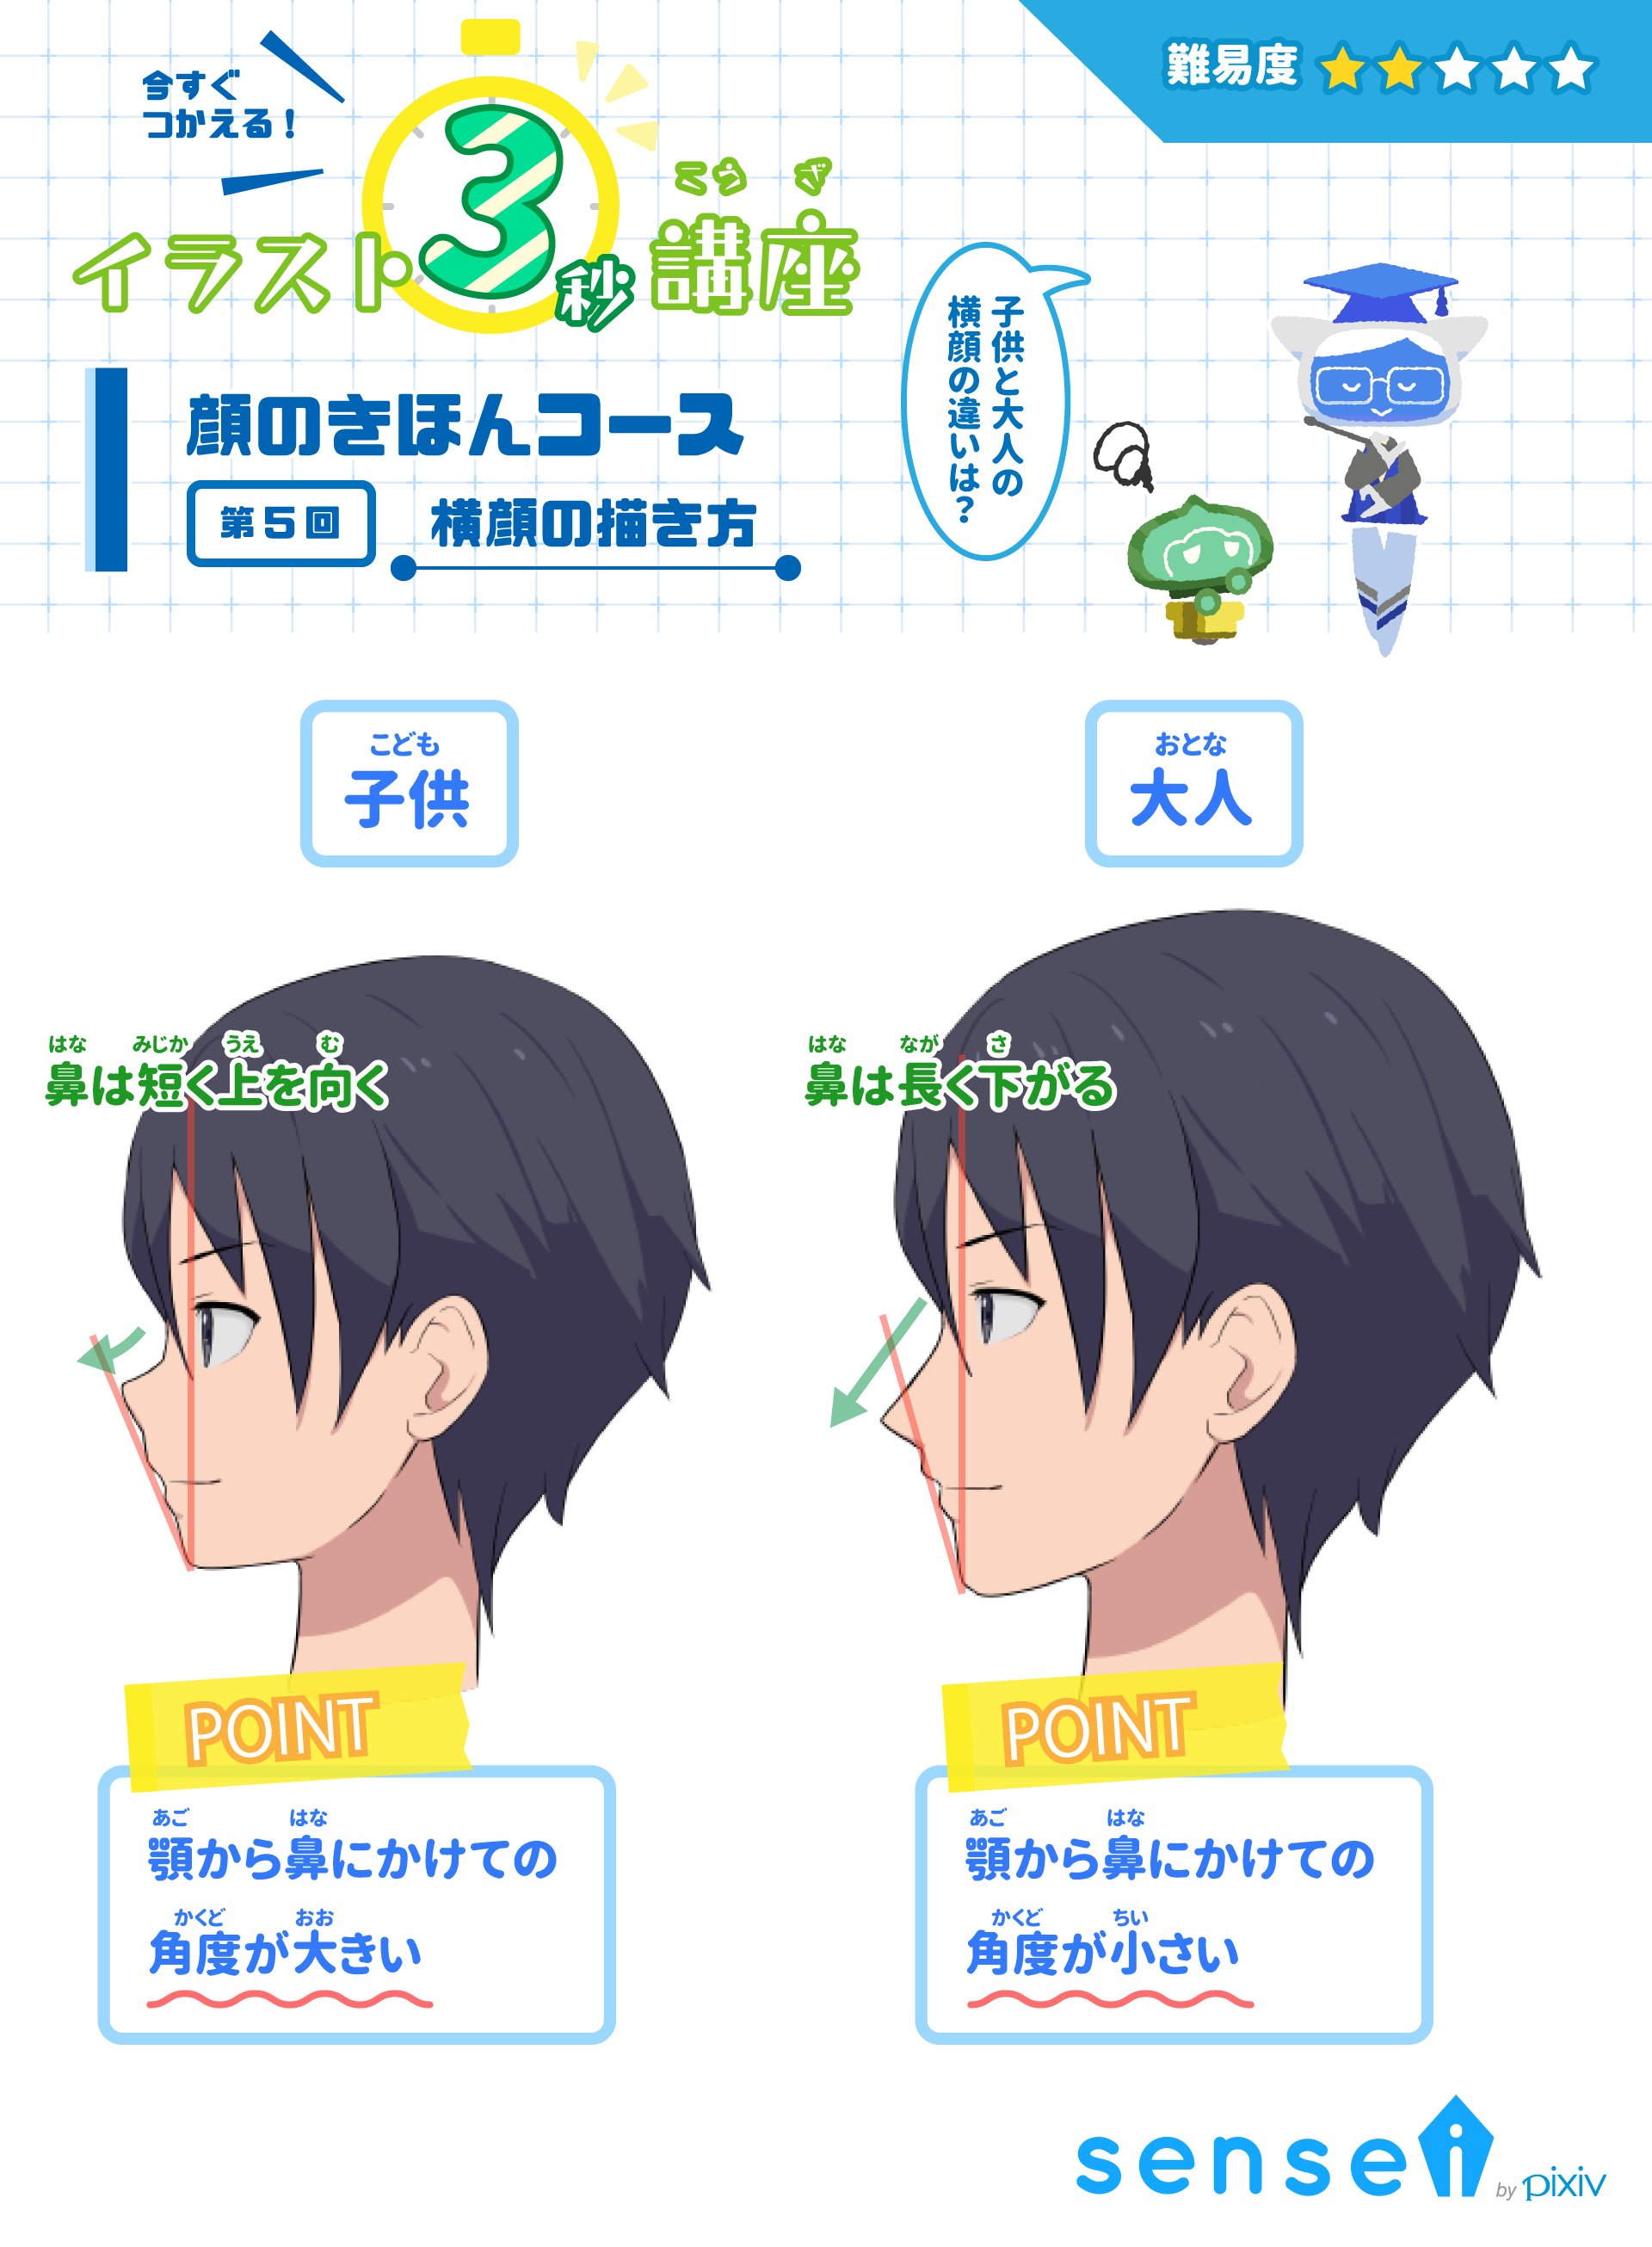 今すぐ
つかえる！
難易度
こうざ
イラスト3秒講座
顔のきほんコース
第5回
横顔の描き方
子供と大人の
横顔の違いは？
こども
子供
おとな
大人
はな みじか うえ む
鼻は短く上を向く
はな なが さ
鼻は長く下がる
POINT
あご はな
顎から鼻にかけての
かくど おお
角度が大きい
POINT
あご はな
顎から鼻にかけての
かくど ちい
角度が小さい
sensei
by pixiv